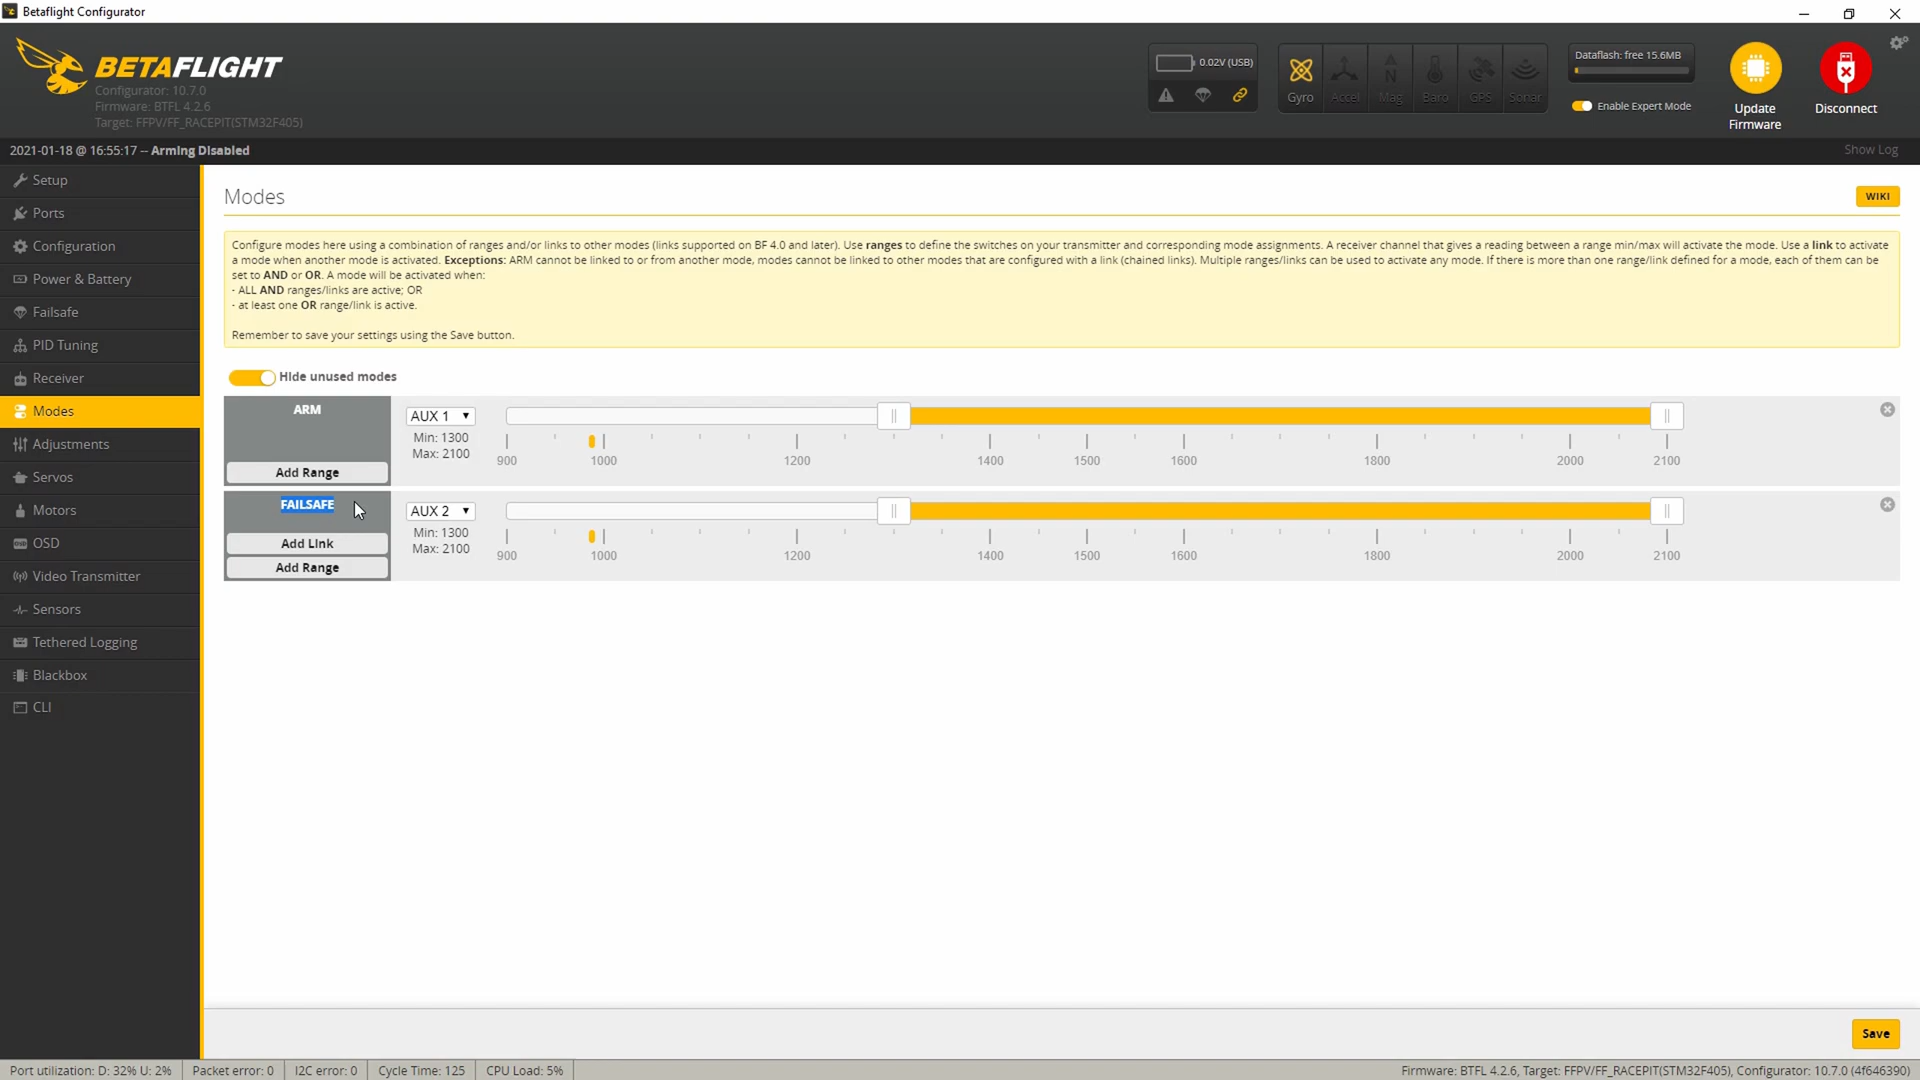 Betaflight Configurator
BETAFLIGHT
Configurator: 10.7.0
Firmware: BTFL 4.2.6
Target: FFPV/FF_RACEPIT(STM32F405)
0.02V (USB)
Gyro
Accel
Mag
Baro
GPS
Sonar
Dataflash: free 15.6MB
Enable Expert Mode
Update
Firmware
Disconnect
2021-01-18 @ 16:55:17 -- Arming Disabled
Show Log
Setup
Ports
Configuration
Power & Battery
Failsafe
PID Tuning
Receiver
Modes
Adjustments
Servos
Motors
OSD
Video Transmitter
Sensors
Tethered Logging
Blackbox
CLI
Modes
WIKI
Configure modes here using a combination of ranges and/or links to other modes (links supported on BF 4.0 and later). Use ranges to define the switches on your transmitter and corresponding mode assignments. A receiver channel that gives a reading between a range min/max will activate the mode. Use a link to activate
a mode when another mode is activated. Exceptions: ARM cannot be linked to or from another mode, modes cannot be linked to other modes that are configured with a link (chained links). Multiple ranges/links can be used to activate any mode. If there is more than one range/link defined for a mode, each of them can be
set to AND or OR. A mode will be activated when:
- ALL AND ranges/links are active; OR
- at least one OR range/link is active.
Remember to save your settings using the Save button.
Hide unused modes
ARM
Add Range
AUX 1
Min: 1300
Max: 2100
900 1000 1200 1400 1500 1600 1800 2000 2100
FAILSAFE
Add Link
Add Range
AUX 2
Min: 1300
Max: 2100
900 1000 1200 1400 1500 1600 1800 2000 2100
Save
Port utilization: D: 32% U: 2%
Packet error: 0
I2C error: 0
Cycle Time: 125
CPU Load: 5%
Firmware: BTFL 4.2.6, Target: FFPV/FF_RACEPIT(STM32F405), Configurator: 10.7.0 (4f646390)